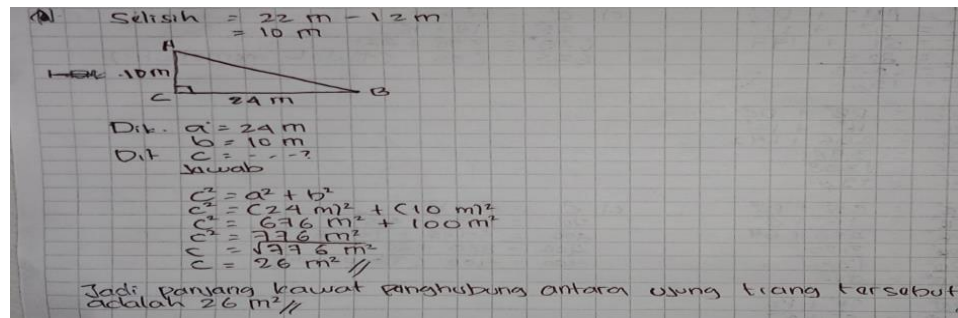 Selisih = 22 m - 12 m
= 10 m
A
10m
C
24 m
B
Dik. a = 24 m
b = 10 m
Dit c = - - -?
Jawab
c² = a² + b²
c² = (24 m)² + (10 m)²
c² = 676 m² + 100 m²
c² = 776 m²
c = √776 m²
c = 26 m² //
Jadi panjang kawat penghubung antara ujung tiang tersebut
adalah 26 m² //